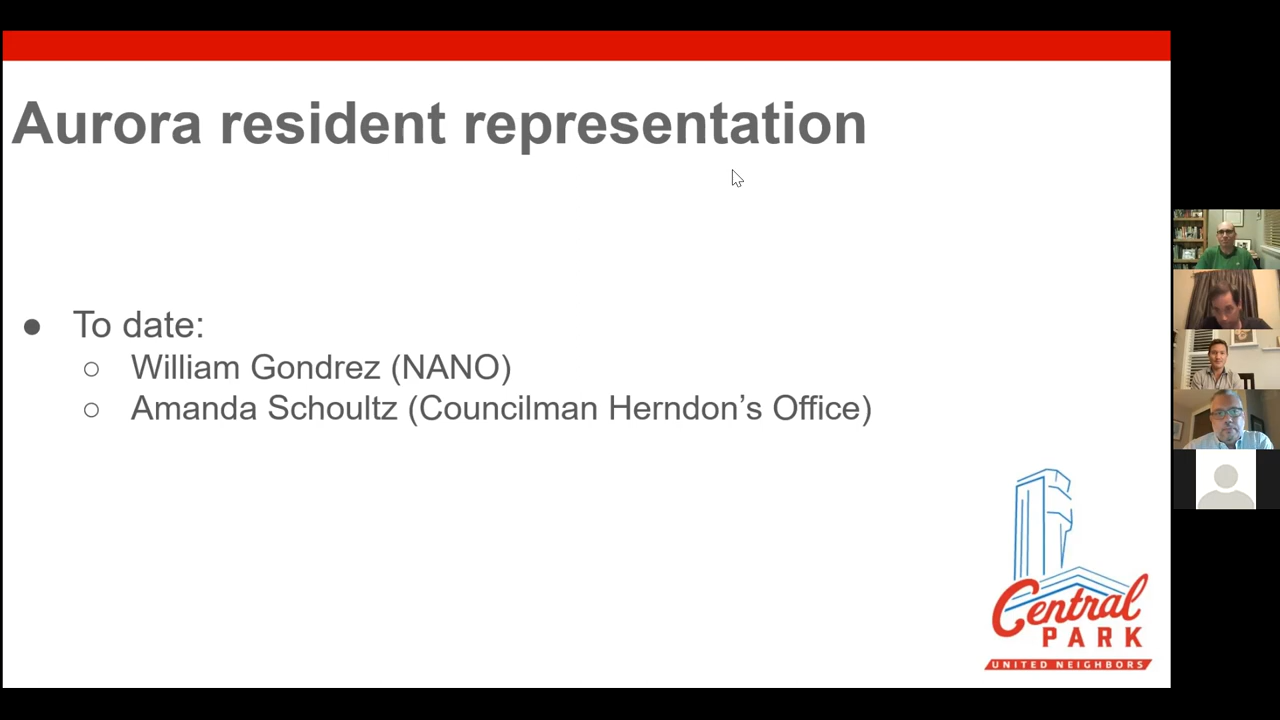 Aurora resident representation
● To date:
○ William Gondrez (NANO)
○ Amanda Schoultz (Councilman Herndon’s Office)
Central
PARK
UNITED NEIGHBORS